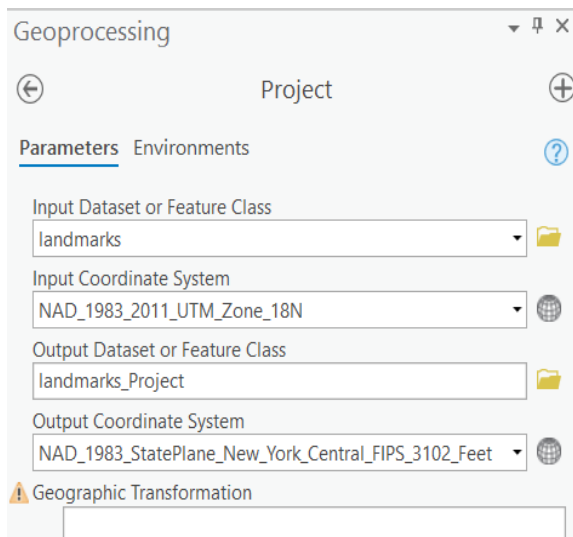 Geoprocessing
Project
Parameters Environments
Input Dataset or Feature Class
landmarks
Input Coordinate System
NAD_1983_2011_UTM_Zone_18N
Output Dataset or Feature Class
landmarks_Project
Output Coordinate System
NAD_1983_StatePlane_New_York_Central_FIPS_3102_Feet
Geographic Transformation